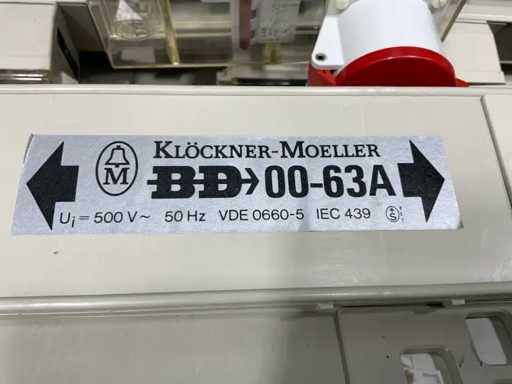 KLÖCKNER-MOELLER
M
BD 00-63A
Ui = 500 V~ 50 Hz VDE 0660-5 IEC 439 S